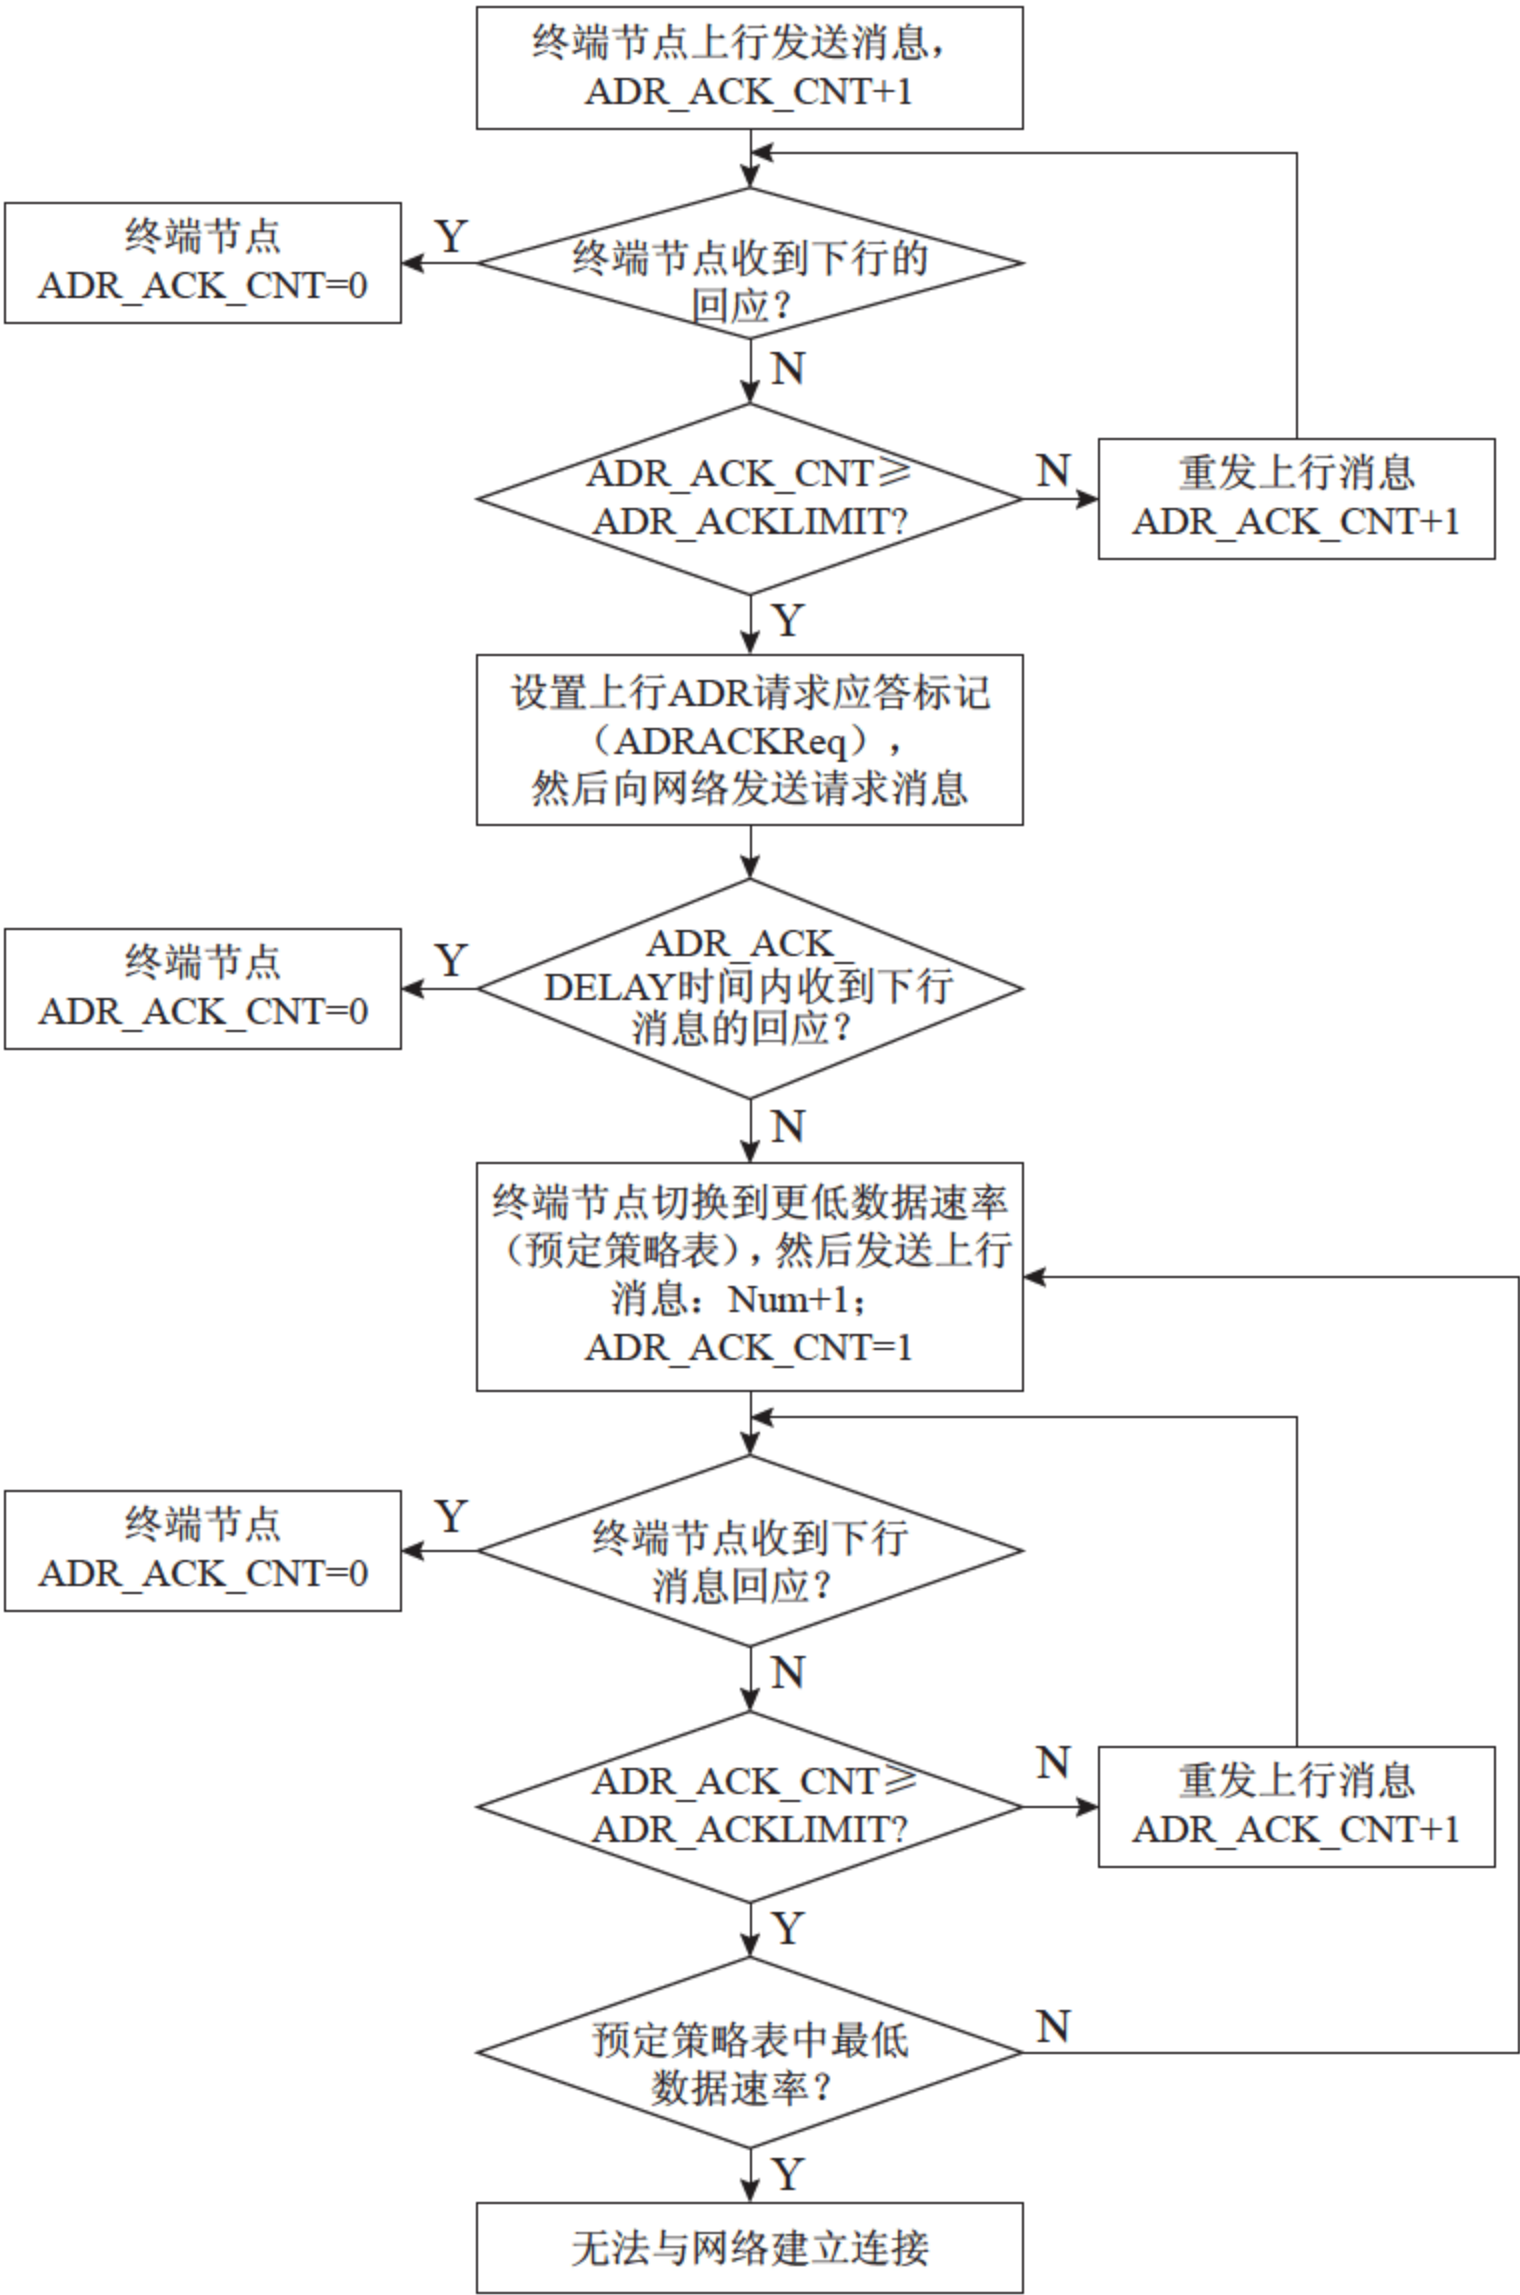 终端节点上行发送消息，
ADR_ACK_CNT+1
终端节点
ADR_ACK_CNT=0
Y
终端节点收到下行的
回应？
N
ADR_ACK_CNT≥
ADR_ACKLIMIT?
N
重发上行消息
ADR_ACK_CNT+1
Y
设置上行ADR请求应答标记
（ADRACKReq），
然后向网络发送请求消息
终端节点
ADR_ACK_CNT=0
Y
ADR_ACK_
DELAY时间内收到下行
消息的回应？
N
终端节点切换到更低数据速率
（预定策略表），然后发送上行
消息：Num+1；
ADR_ACK_CNT=1
终端节点
ADR_ACK_CNT=0
Y
终端节点收到下行
消息回应？
N
ADR_ACK_CNT≥
ADR_ACKLIMIT?
N
重发上行消息
ADR_ACK_CNT+1
Y
预定策略表中最低
数据速率？
N
Y
无法与网络建立连接